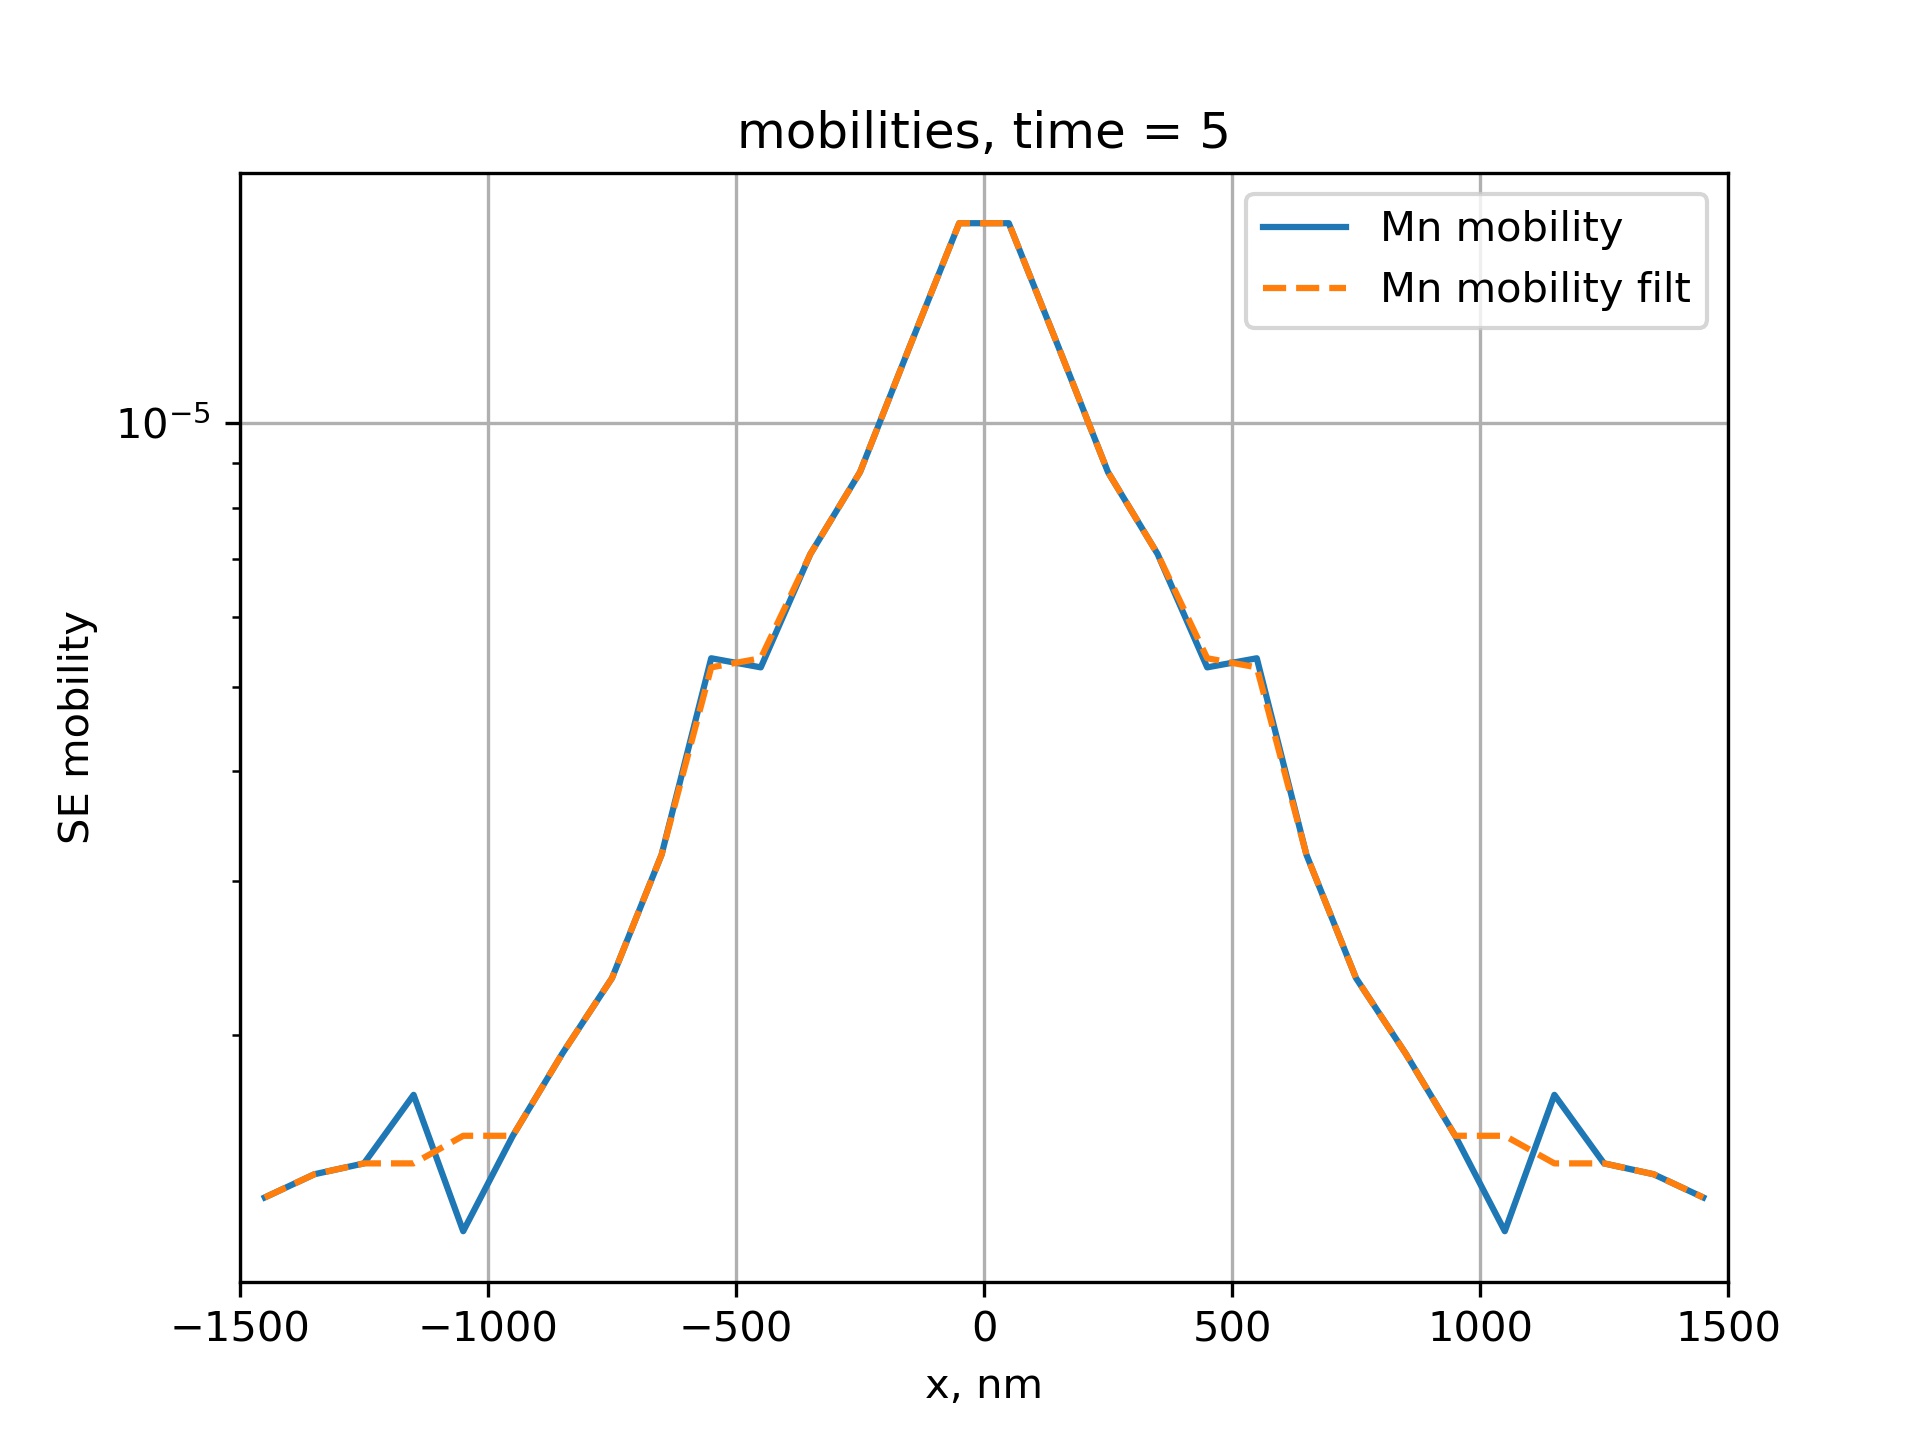 mobilities, time = 5
Mn mobility
Mn mobility filt
10⁻⁵
SE mobility
−1500 −1000 −500 0 500 1000 1500
x, nm